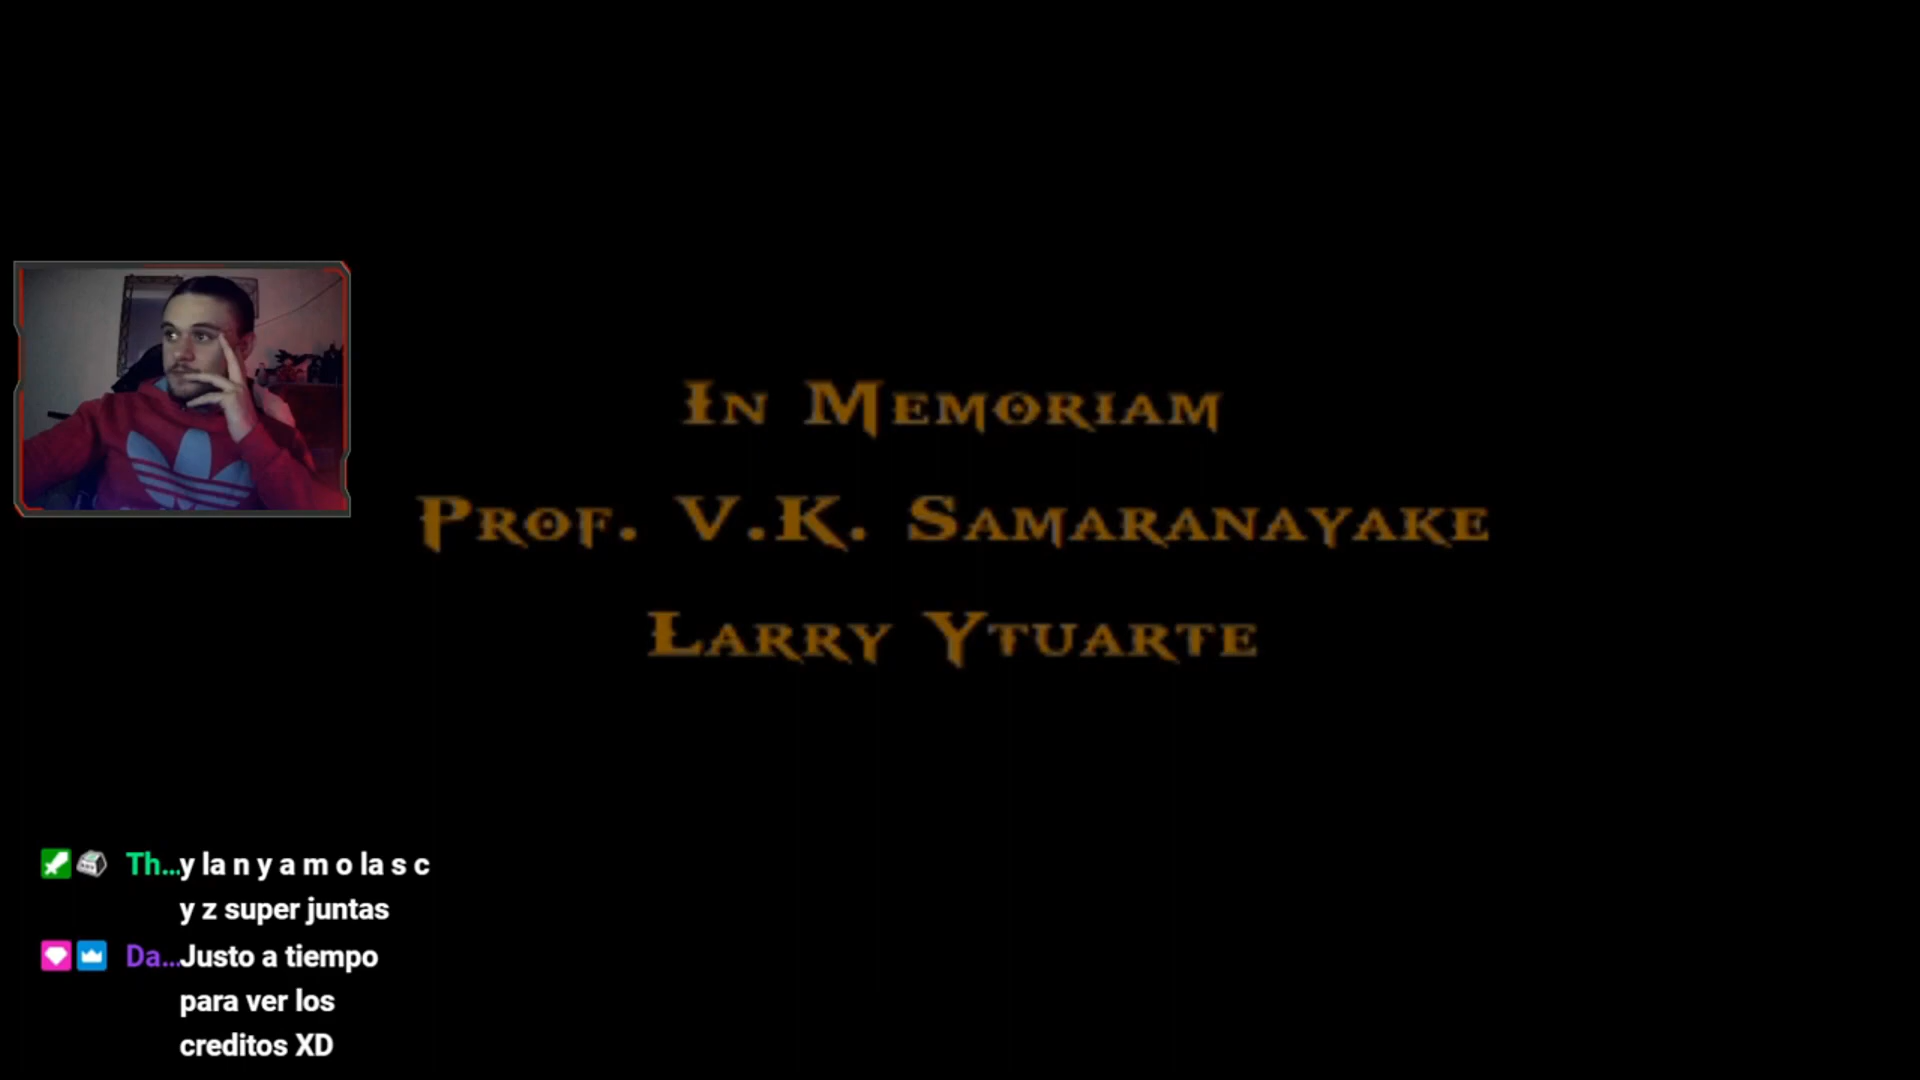 In Memoriam
Prof. V.K. Samaranayake
Larry Ytuarte
Th...y la n y a m o la s c
y z super juntas
Da...Justo a tiempo
para ver los
creditos XD